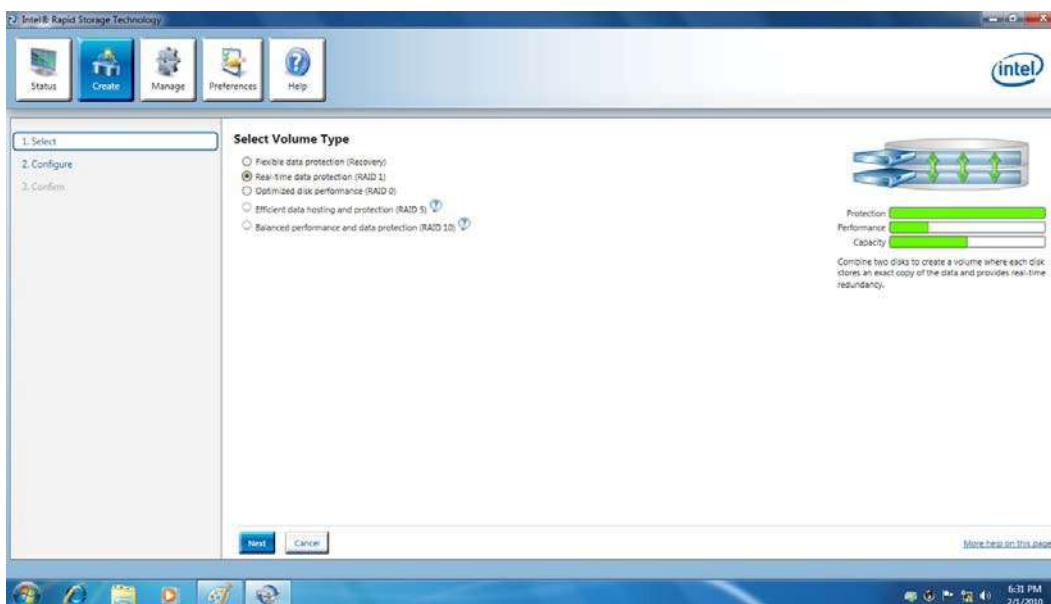 Intel® Rapid Storage Technology
Status
Create
Manage
Preferences
Help
intel
1. Select
2. Configure
3. Confirm
Select Volume Type
Flexible data protection (Recovery)
Real-time data protection (RAID 1)
Optimized disk performance (RAID 0)
Efficient data hosting and protection (RAID 5)
Balanced performance and data protection (RAID 10)
Protection
Performance
Capacity
Combine two disks to create a volume where each disk
stores an exact copy of the data and provides real-time
redundancy.
Next
Cancel
More help on this page
6:31 PM
2/1/2010